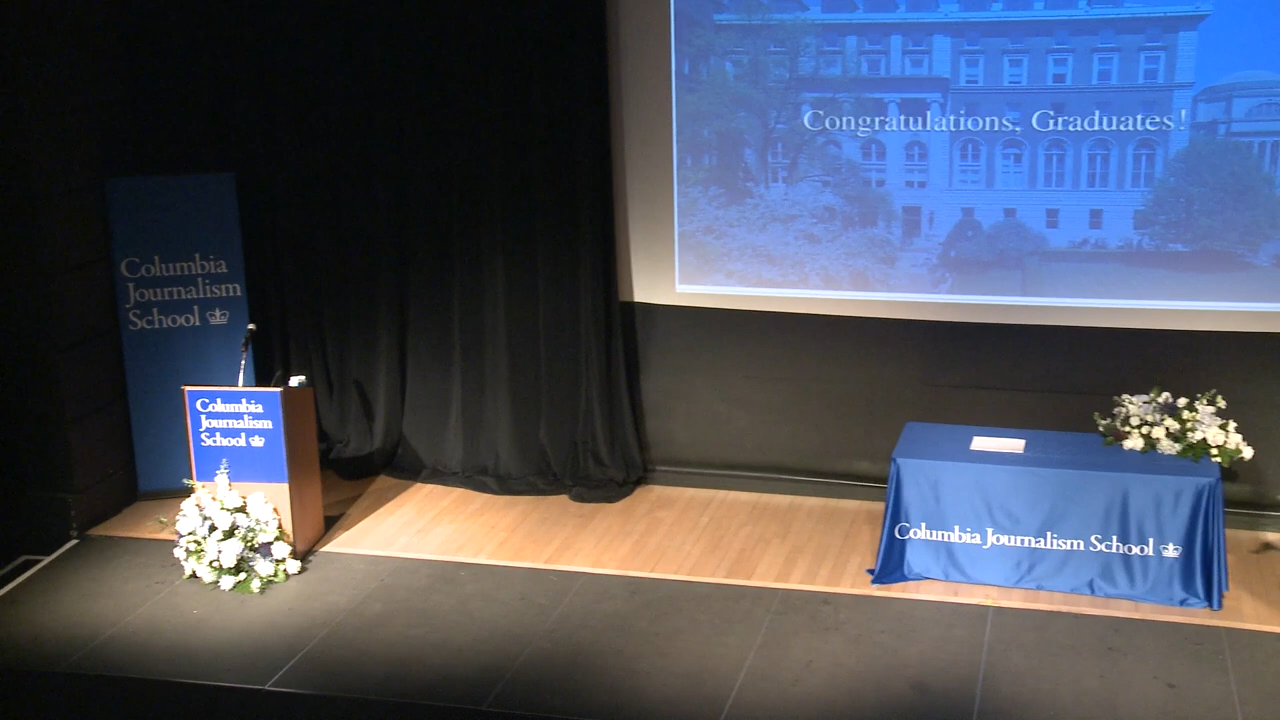 Congratulations, Graduates!
Columbia
Journalism
School
Columbia
Journalism
School
Columbia Journalism School